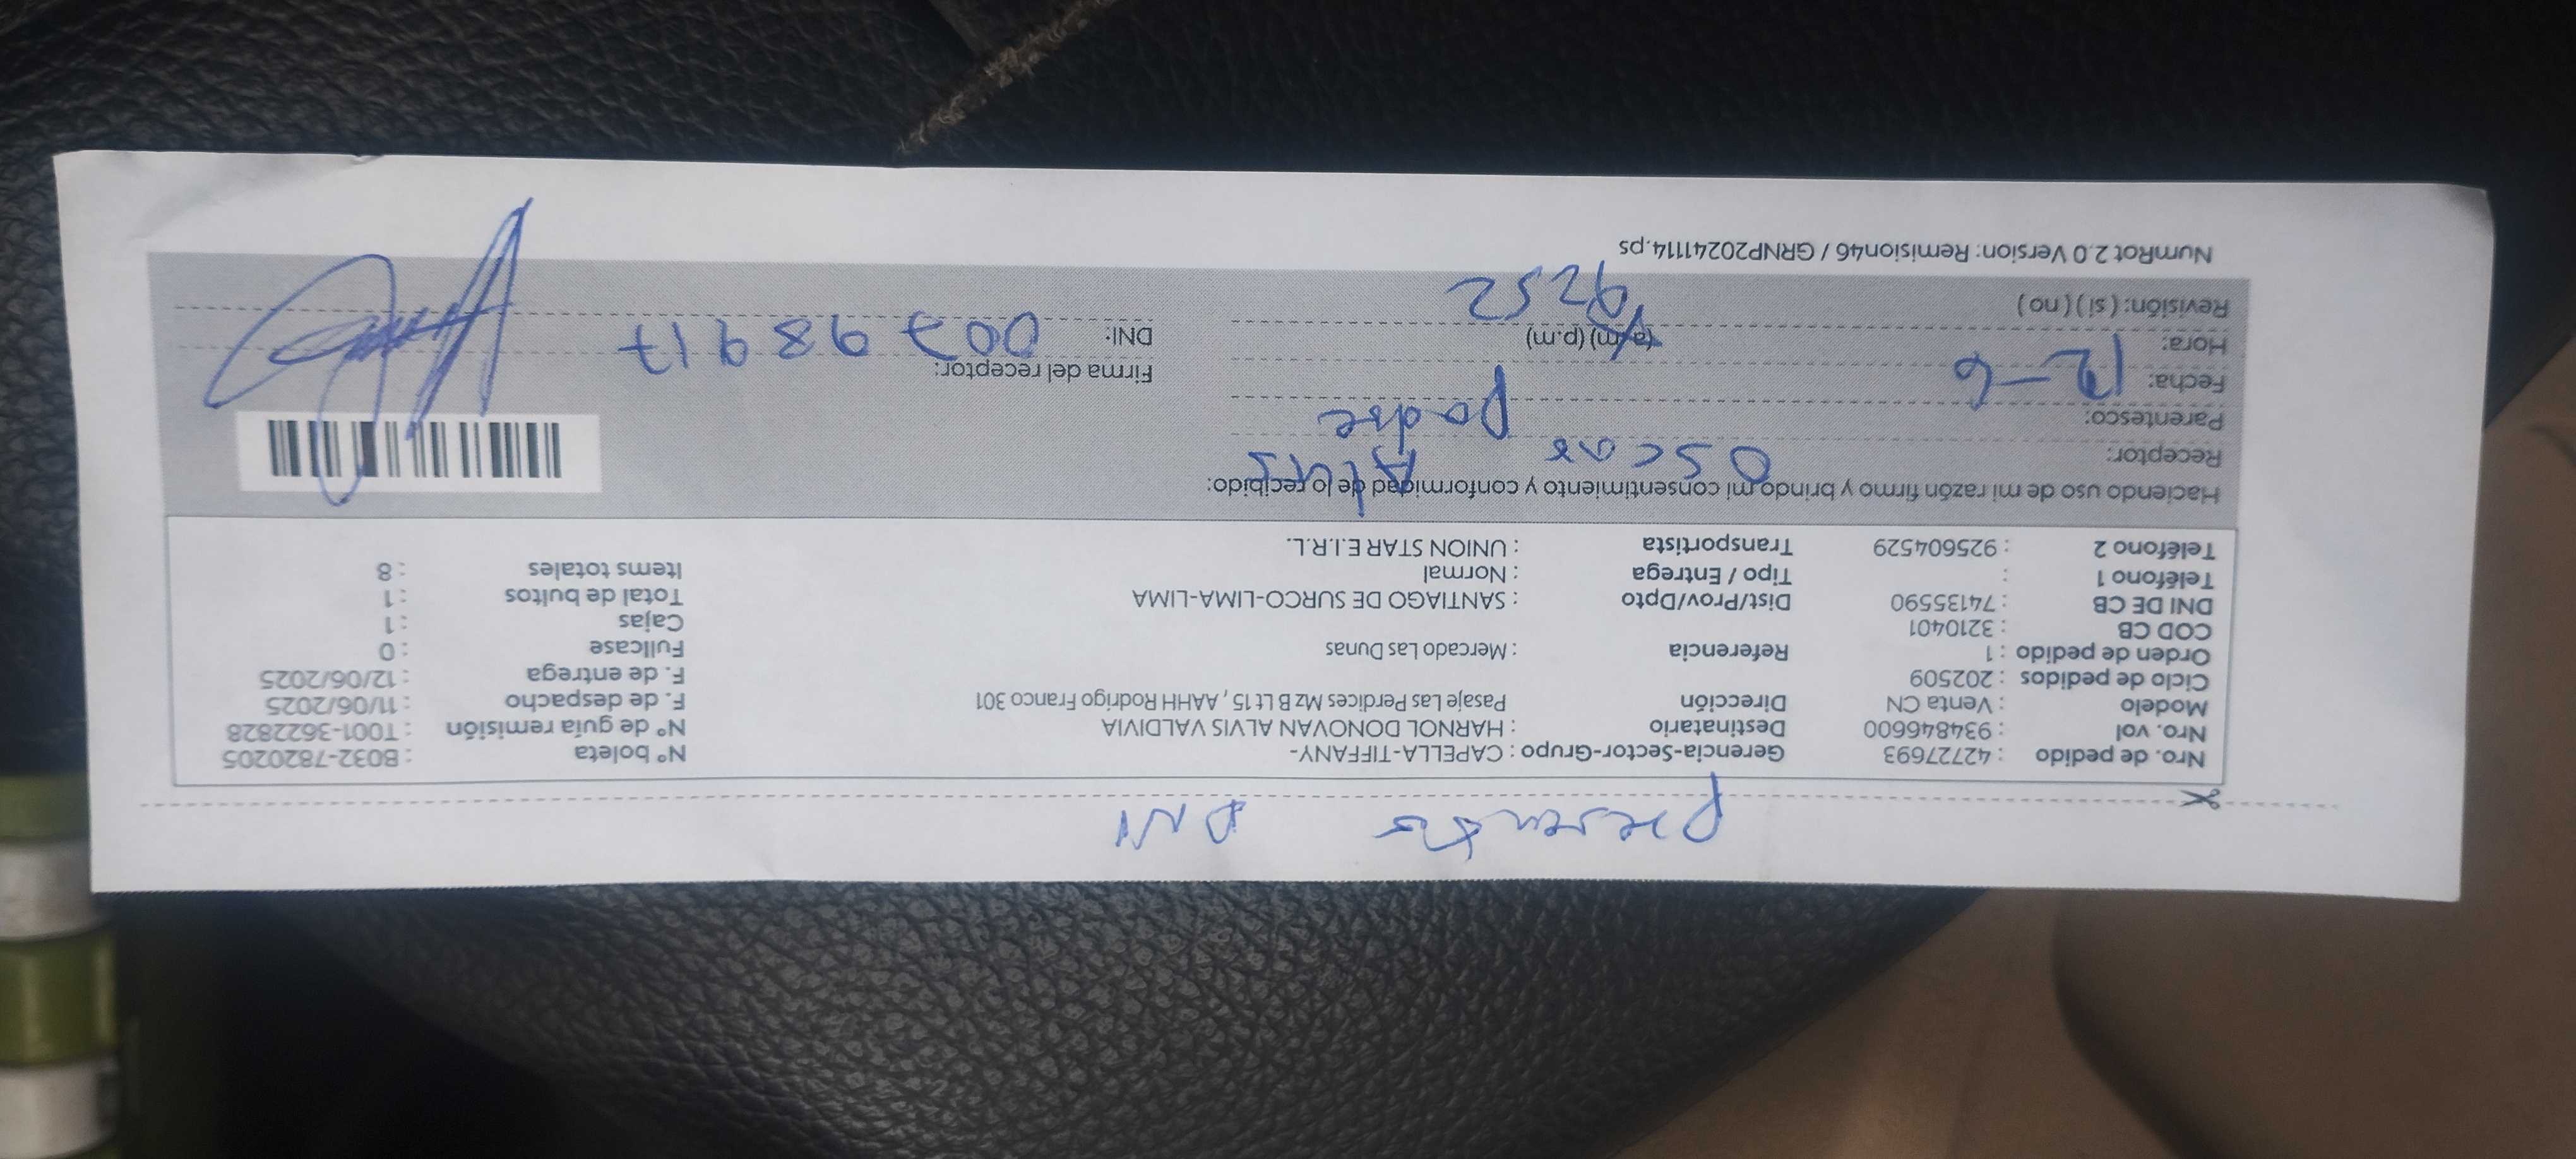 presento DNI
Nro. de pedido : 42727693 Gerencia-Sector-Grupo : CAPELLA-TIFFANY- N° boleta : B032-7820205
Nro. vol : 934846600 Destinatario : HARNOL DONOVAN ALVIS VALDIVIA N° de guía remisión : T001-3622828
Modelo : Venta CN Dirección Pasaje Las Perdices Mz B Lt 15 , AAHH Rodrigo Franco 301 F. de despacho : 11/06/2025
Ciclo de pedidos : 202509 F. de entrega : 12/06/2025
Orden de pedido : 1 Referencia : Mercado Las Dunas Fullcase : 0
COD CB : 3210401 Cajas : 1
DNI DE CB : 74135590 Dist/Prov/Dpto : SANTIAGO DE SURCO-LIMA-LIMA Total de bultos : 1
Teléfono 1 : Tipo / Entrega : Normal Items totales : 8
Teléfono 2 : 925604529 Transportista : UNION STAR E.I.R.L.
Haciendo uso de mi razón firmo y brindo mi consentimiento y conformidad de lo recibido:
Receptor: Oscar Alvis
Parentesco: padre
Fecha: 12-6 Firma del receptor:
Hora: (a.m) (p.m) DNI: 00798917
Revisión: ( si ) ( no ) 9252
NumRot 2.0 Version: Remision46 / GRNP20241114.ps